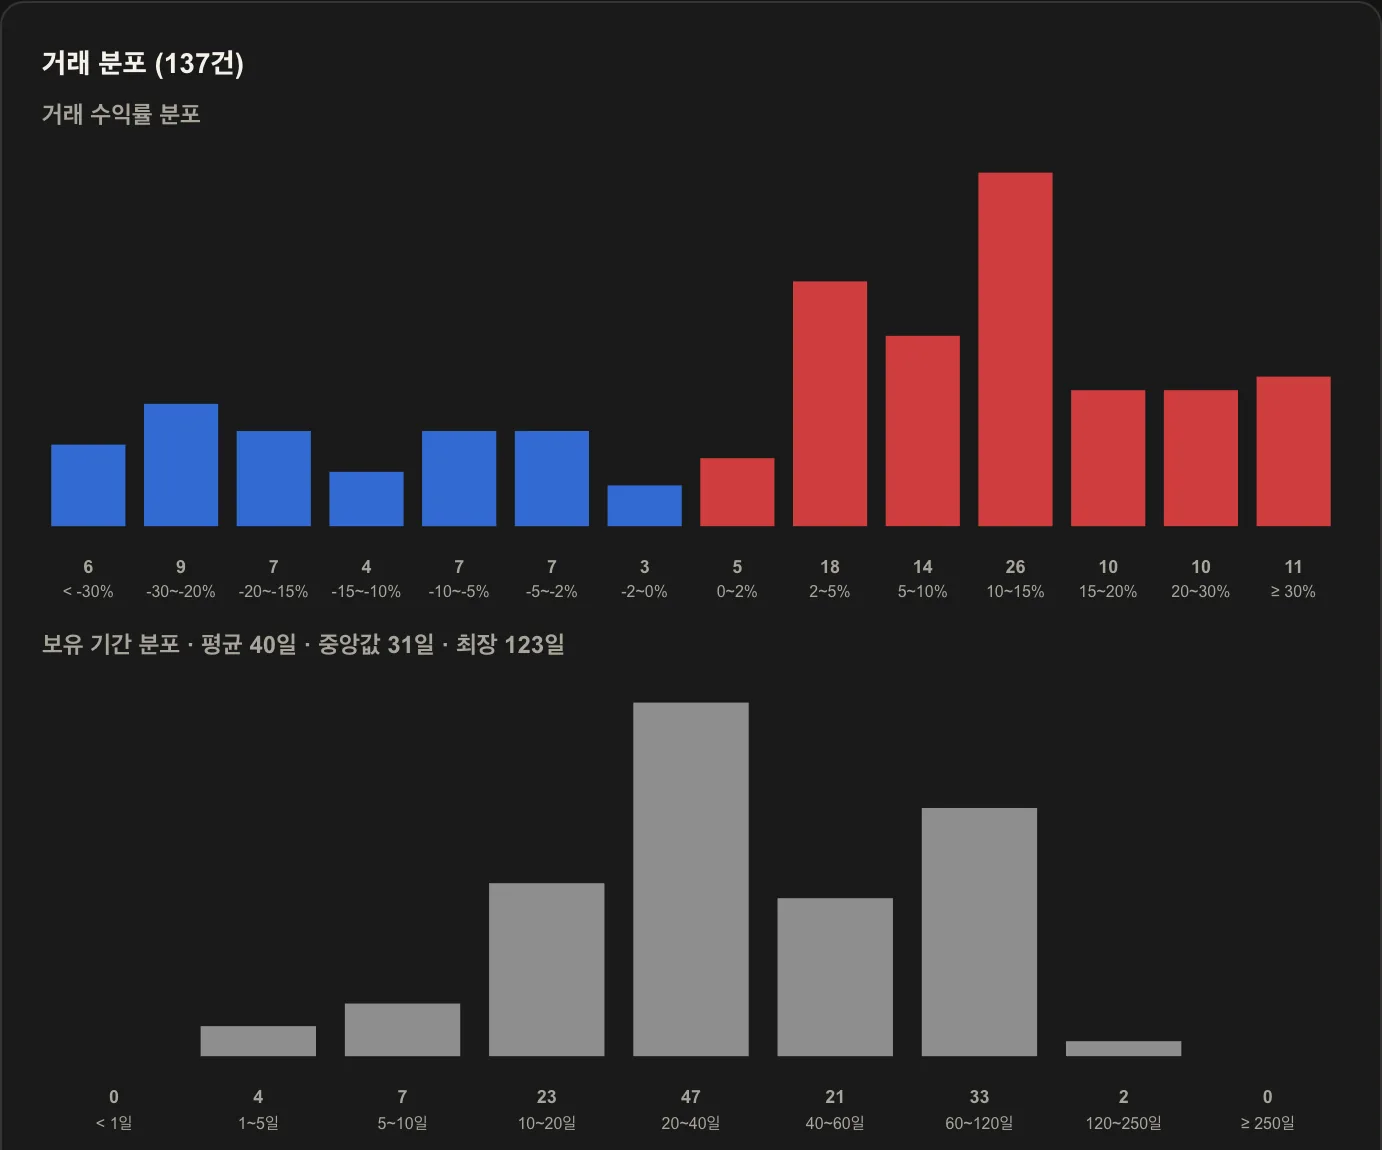 거래 분포 (137건)
거래 수익률 분포
6 9 7 4 7 7 3 5 18 14 26 10 10 11
< -30% -30~-20% -20~-15% -15~-10% -10~-5% -5~-2% -2~0% 0~2% 2~5% 5~10% 10~15% 15~20% 20~30% ≥ 30%
보유 기간 분포 · 평균 40일 · 중앙값 31일 · 최장 123일
0 4 7 23 47 21 33 2 0
< 1일 1~5일 5~10일 10~20일 20~40일 40~60일 60~120일 120~250일 ≥ 250일